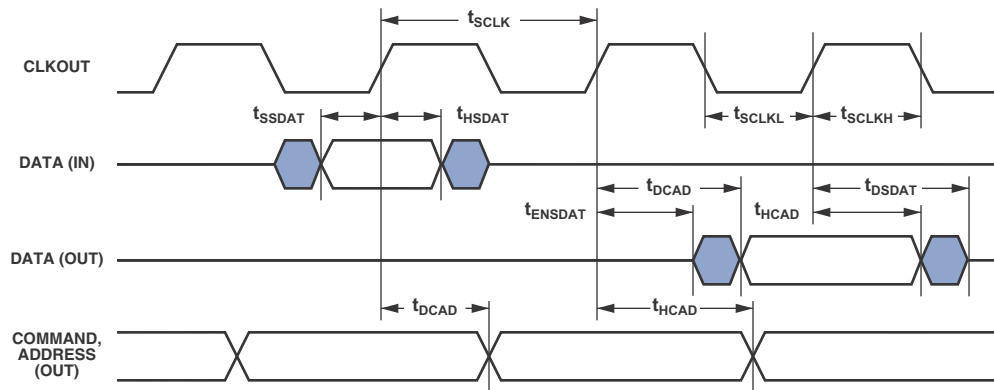 tSCLK
CLKOUT
tSSDAT
tHSDAT
tSCLKL
tSCLKH
DATA (IN)
tDCAD
tDSDAT
tENSDAT
tHCAD
DATA (OUT)
tDCAD
tHCAD
COMMAND,
ADDRESS
(OUT)